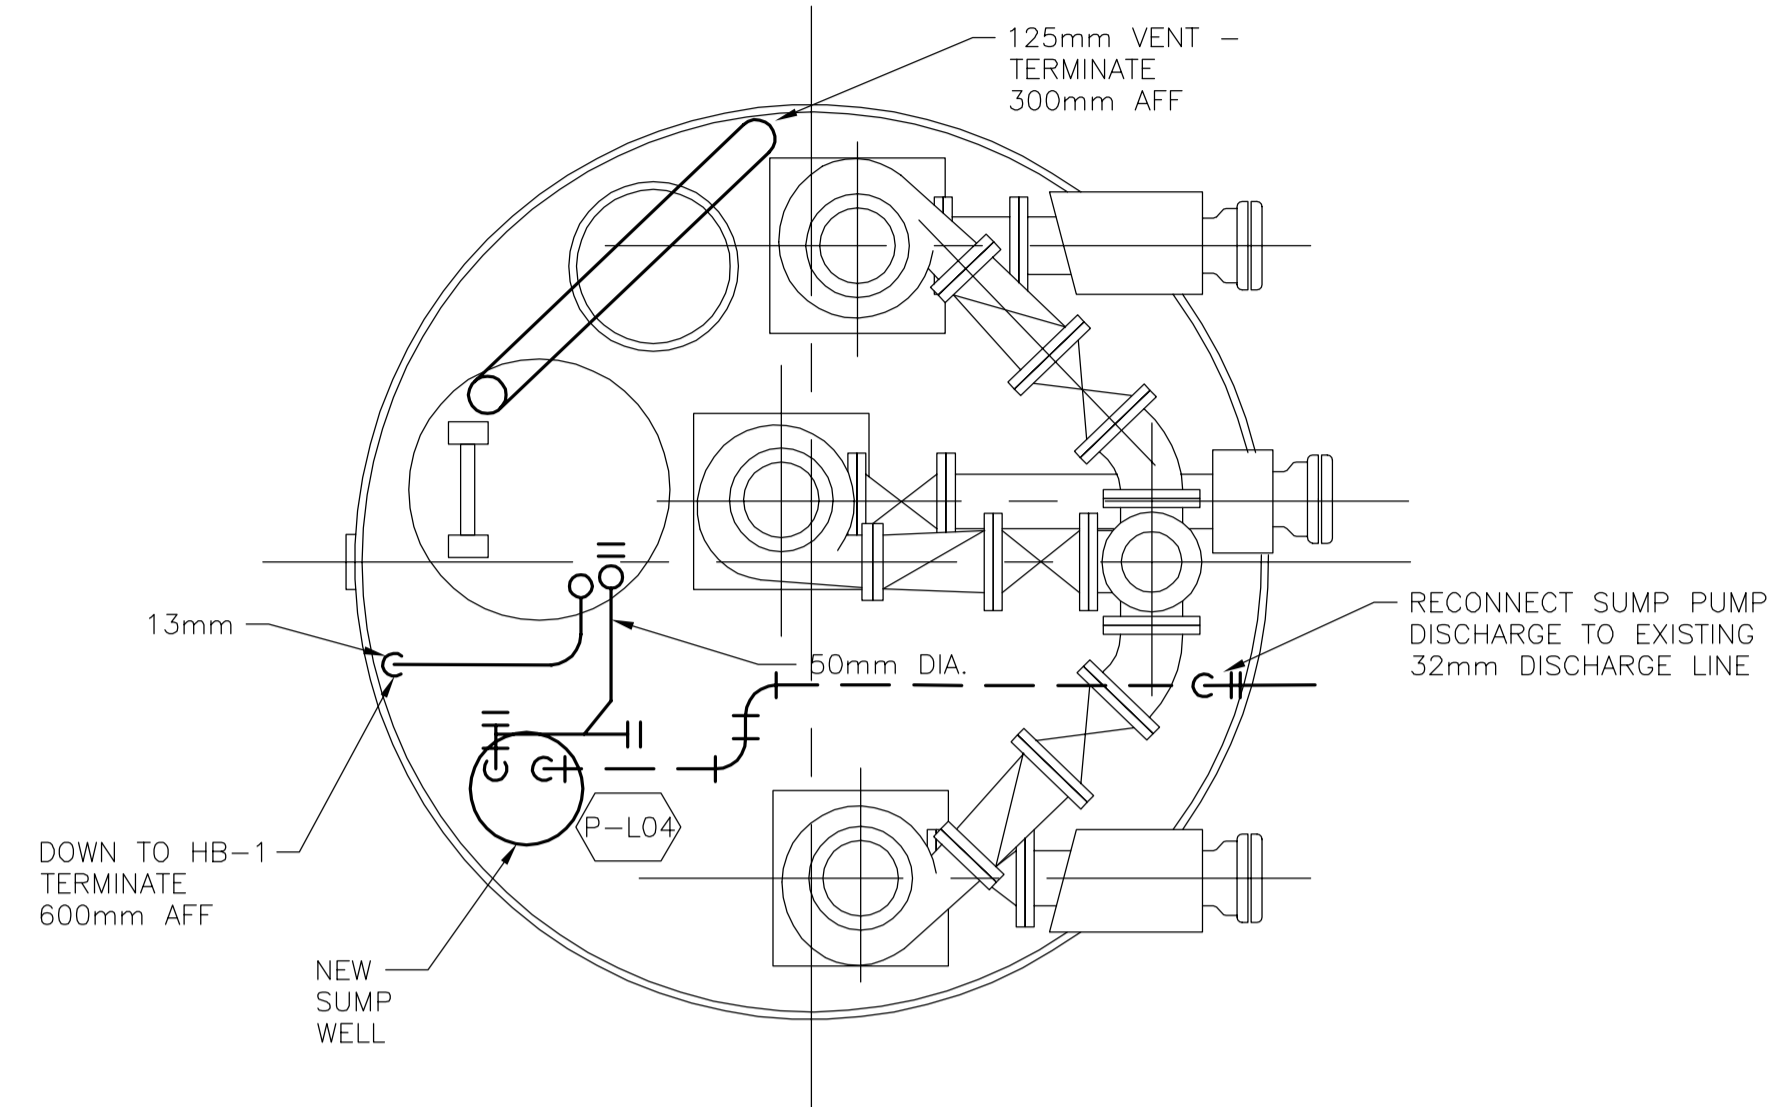 125mm VENT –
TERMINATE
300mm AFF
13mm
50mm DIA.
RECONNECT SUMP PUMP
DISCHARGE TO EXISTING
32mm DISCHARGE LINE
P-L04
DOWN TO HB-1
TERMINATE
600mm AFF
NEW
SUMP
WELL